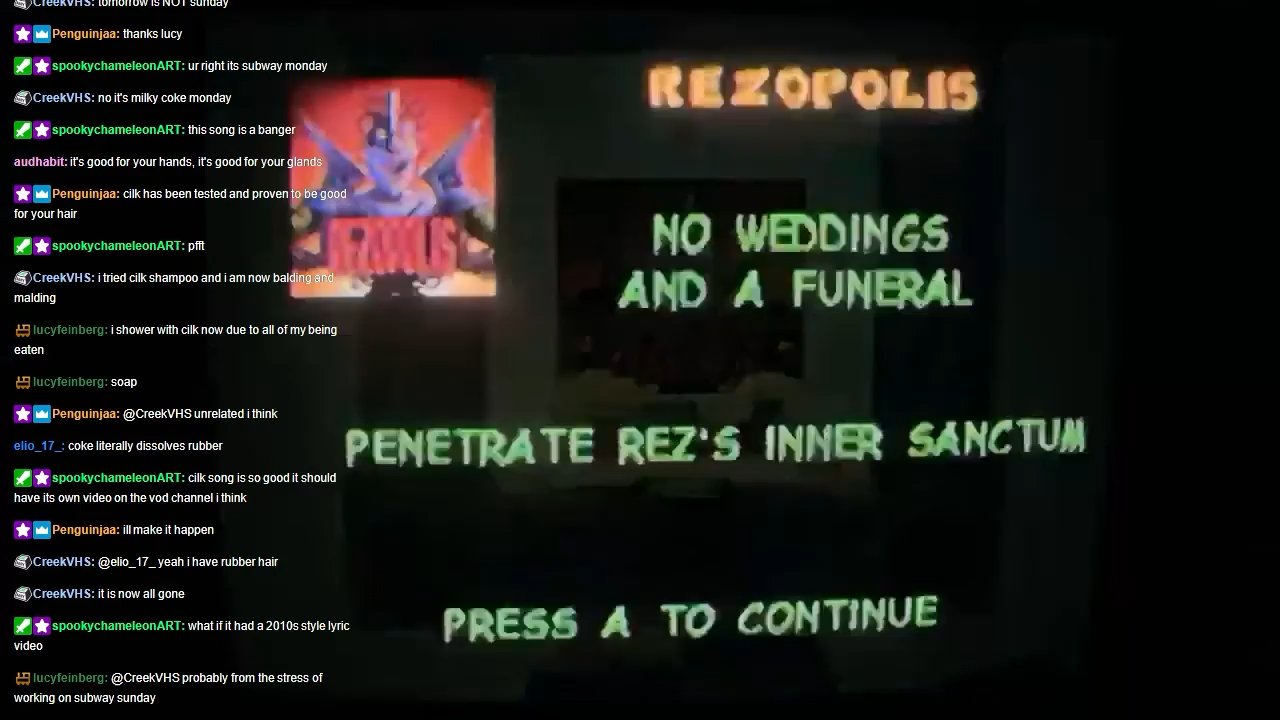 CreekVHS: tomorrow is NOT sunday
Penguinjaa: thanks lucy
spookychameleonART: ur right its subway monday
CreekVHS: no it's milky coke monday
spookychameleonART: this song is a banger
audhabit: it's good for your hands, it's good for your glands
Penguinjaa: cilk has been tested and proven to be good
for your hair
spookychameleonART: pfft
CreekVHS: i tried cilk shampoo and i am now balding and
malding
lucyfeinberg: i shower with cilk now due to all of my being
eaten
lucyfeinberg: soap
Penguinjaa: @CreekVHS unrelated i think
elio_17_: coke literally dissolves rubber
spookychameleonART: cilk song is so good it should
have its own video on the vod channel i think
Penguinjaa: ill make it happen
CreekVHS: @elio_17_ yeah i have rubber hair
CreekVHS: it is now all gone
spookychameleonART: what if it had a 2010s style lyric
video
lucyfeinberg: @CreekVHS probably from the stress of
working on subway sunday
REZOPOLIS
REZOPOLIS
NO WEDDINGS
AND A FUNERAL
PENETRATE REZ'S INNER SANCTUM
PRESS A TO CONTINUE